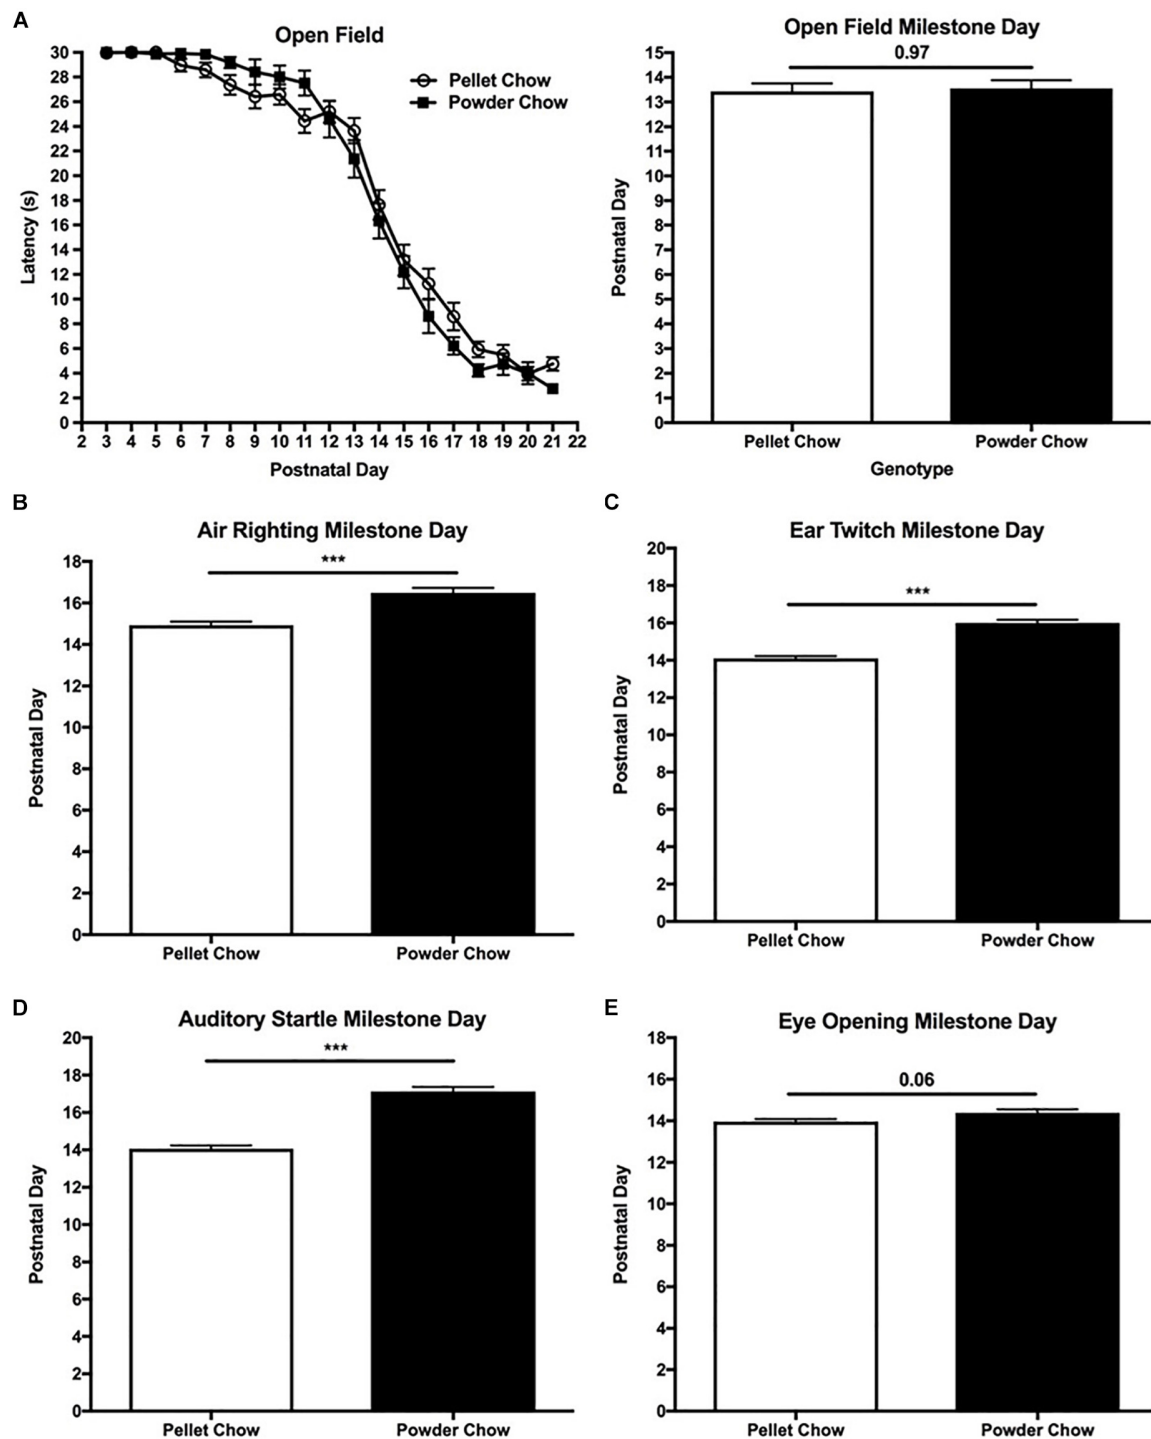 A
Open Field
30
28
26
24
22
20
18
16
14
12
10
8
6
4
2
0
Latency (s)
Pellet Chow
Powder Chow
2 3 4 5 6 7 8 9 10 11 12 13 14 15 16 17 18 19 20 21 22
Postnatal Day
Open Field Milestone Day
0.97
15
14
13
12
11
10
9
8
7
6
5
4
3
2
1
0
Postnatal Day
Pellet Chow Powder Chow
Genotype
B
Air Righting Milestone Day
***
18
16
14
12
10
8
6
4
2
0
Postnatal Day
Pellet Chow Powder Chow
C
Ear Twitch Milestone Day
***
20
18
16
14
12
10
8
6
4
2
0
Postnatal Day
Pellet Chow Powder Chow
D
Auditory Startle Milestone Day
***
20
18
16
14
12
10
8
6
4
2
0
Postnatal Day
Pellet Chow Powder Chow
E
Eye Opening Milestone Day
0.06
18
16
14
12
10
8
6
4
2
0
Postnatal Day
Pellet Chow Powder Chow